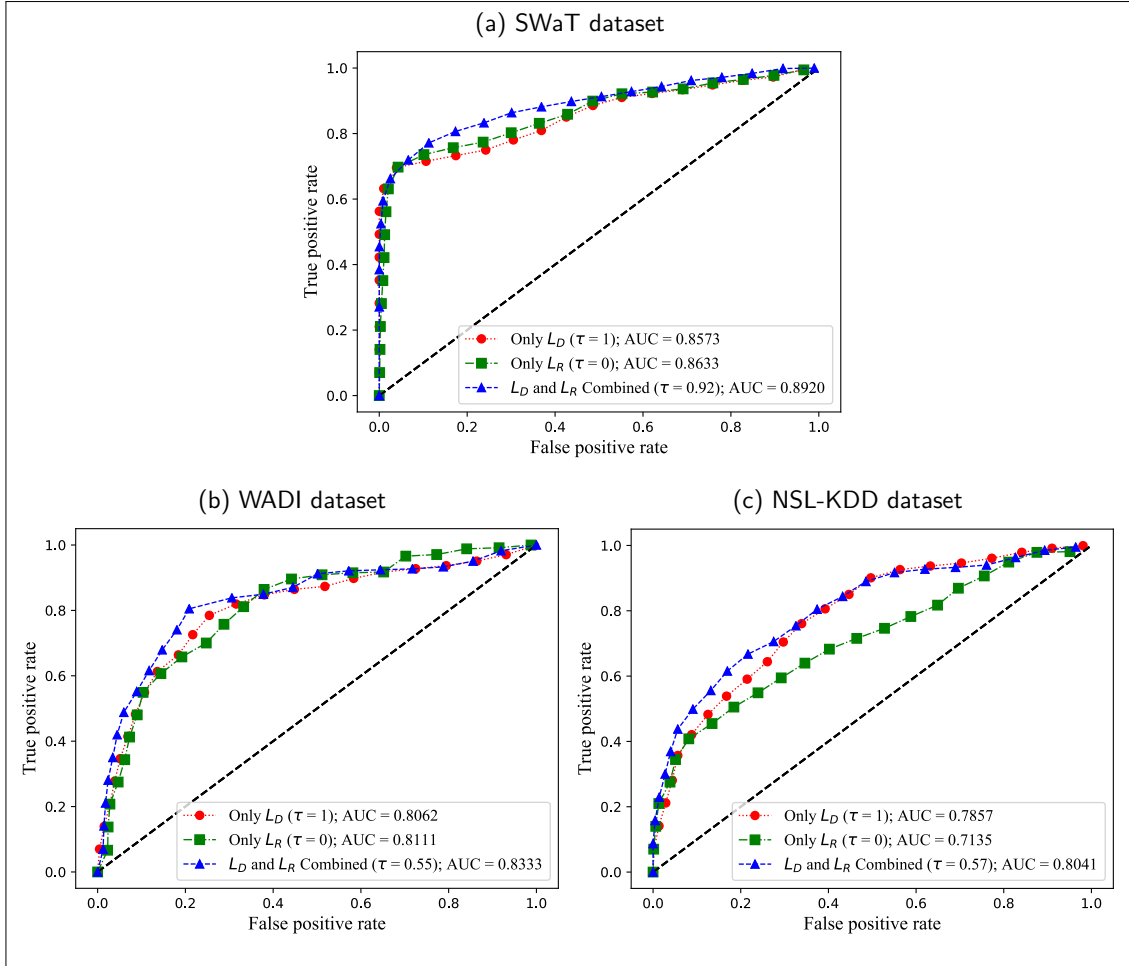 (a) SWaT dataset
1.0
0.8
0.6
0.4
0.2
0.0
True positive rate
Only L_D (τ = 1); AUC = 0.8573
Only L_R (τ = 0); AUC = 0.8633
L_D and L_R Combined (τ = 0.92); AUC = 0.8920
0.0 0.2 0.4 0.6 0.8 1.0
False positive rate
(b) WADI dataset
1.0
0.8
0.6
0.4
0.2
0.0
True positive rate
Only L_D (τ = 1); AUC = 0.8062
Only L_R (τ = 0); AUC = 0.8111
L_D and L_R Combined (τ = 0.55); AUC = 0.8333
0.0 0.2 0.4 0.6 0.8 1.0
False positive rate
(c) NSL-KDD dataset
1.0
0.8
0.6
0.4
0.2
0.0
True positive rate
Only L_D (τ = 1); AUC = 0.7857
Only L_R (τ = 0); AUC = 0.7135
L_D and L_R Combined (τ = 0.57); AUC = 0.8041
0.0 0.2 0.4 0.6 0.8 1.0
False positive rate